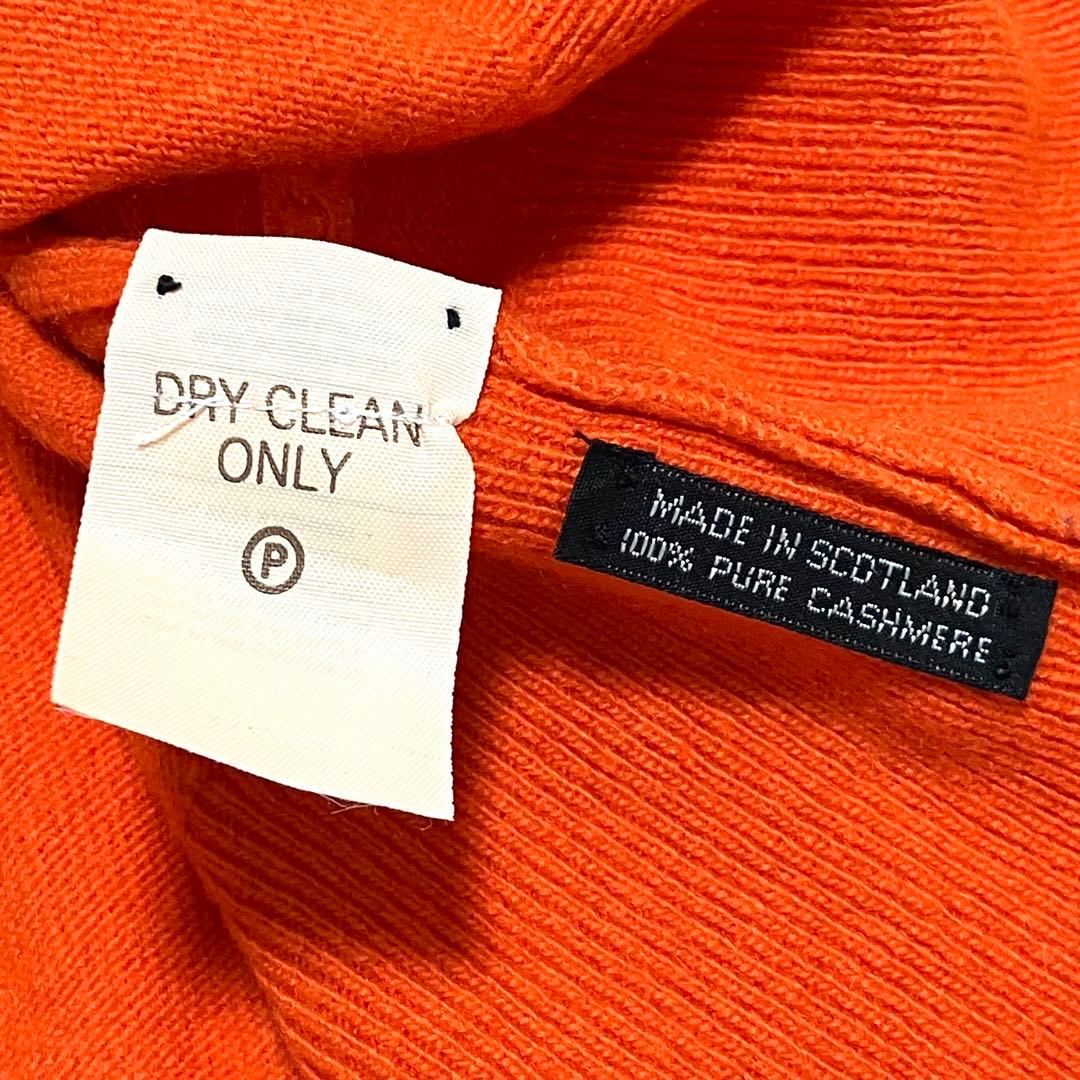 DRY CLEAN
ONLY
P
MADE IN SCOTLAND
100% PURE CASHMERE